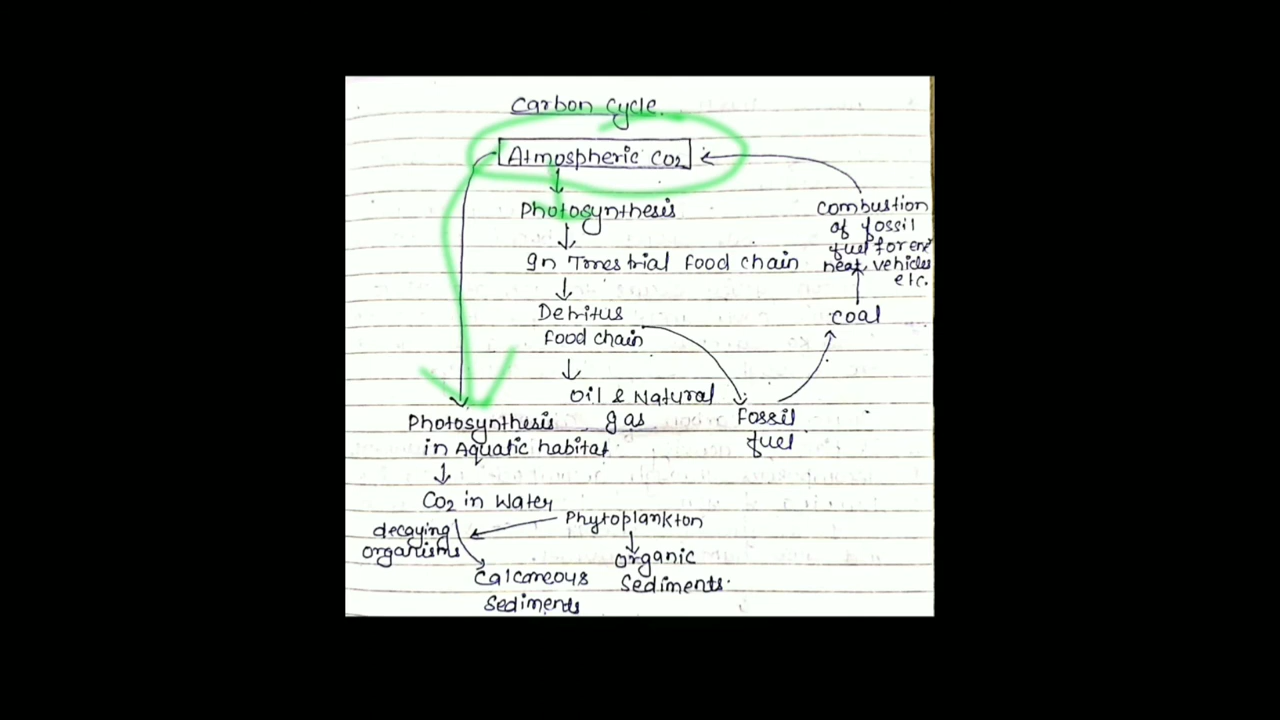 Carbon Cycle.
Atmospheric CO2
Photosynthesis
In Trrestrial food chain
Detritus
food chain
Oil & Natural
gas
Fossil
fuel
coal
Combustion
of fossil
fuel for
heat, vehicles
etc.
Photosynthesis
in Aquatic habitat
CO2 in Water
Phytoplankton
decaying
organisms
Organic
Sediments.
Calcareous
Sediments